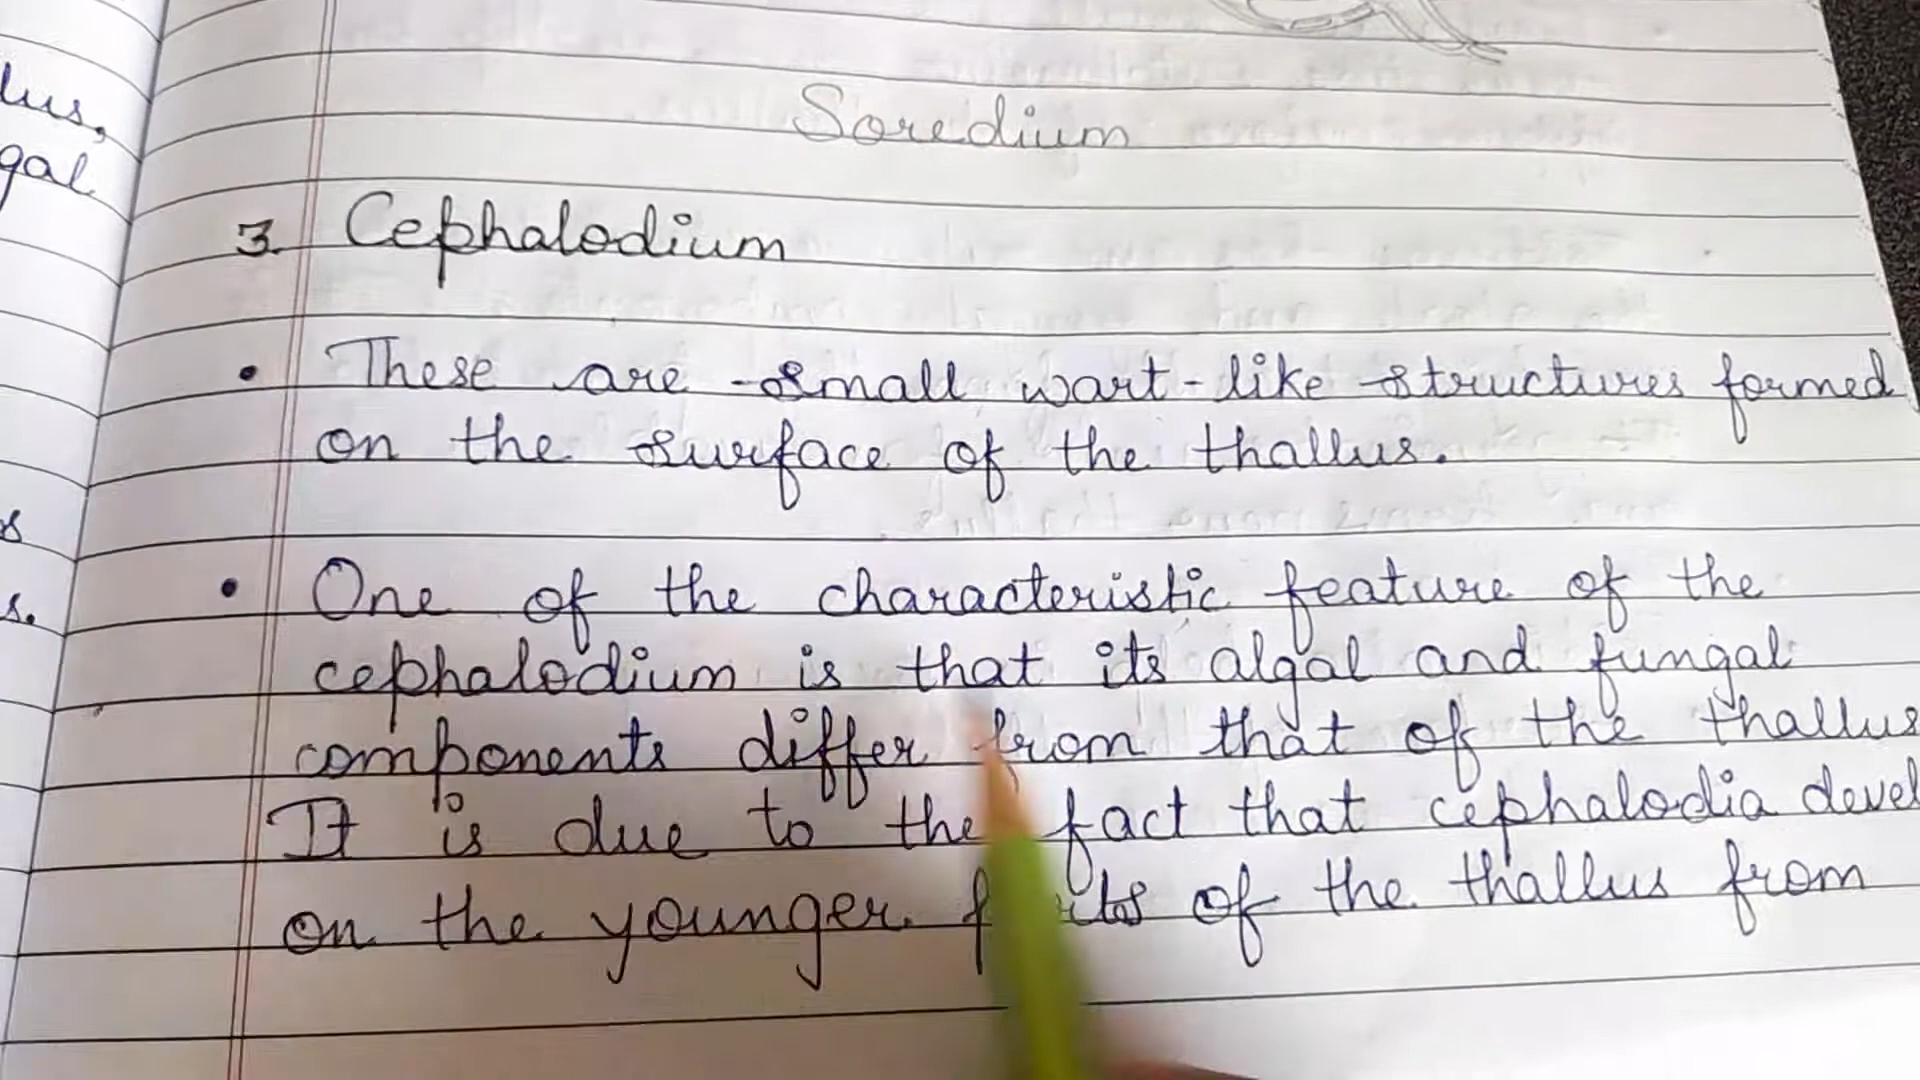 lus,
gal
s
s.
Soredium
3. Cephalodium
• These are small wart-like structures formed
on the surface of the thallus.
• One of the characteristic feature of the
cephalodium is that its algal and fungal
components differ from that of the thallus
It is due to the fact that cephalodia devel
on the younger of the thallus from